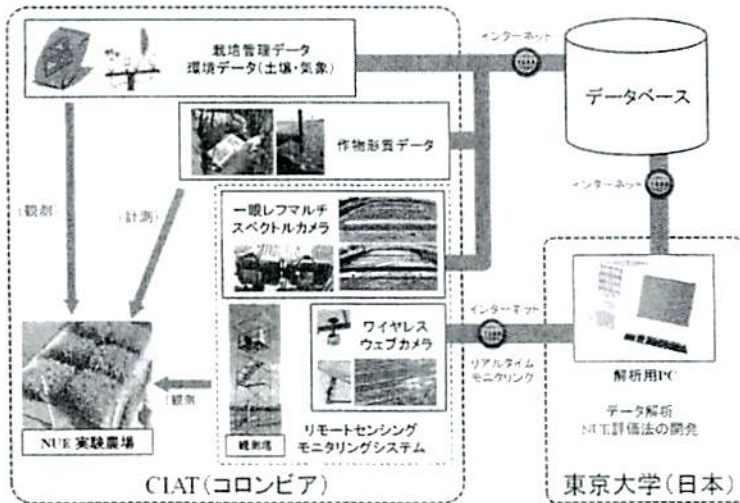 栽培管理データ
環境データ(土壌・気象)
インターネット
データベース
作物形質データ
インターネット
(観測)
(計測)
一眼レフマルチ
スペクトルカメラ
ワイヤレス
ウェブカメラ
インターネット
リアルタイム
モニタリング
解析用PC
データ解析
NUE評価法の開発
NUE 実験農場
(観測)
観測塔
リモートセンシング
モニタリングシステム
CIAT(コロンビア)
東京大学(日本)